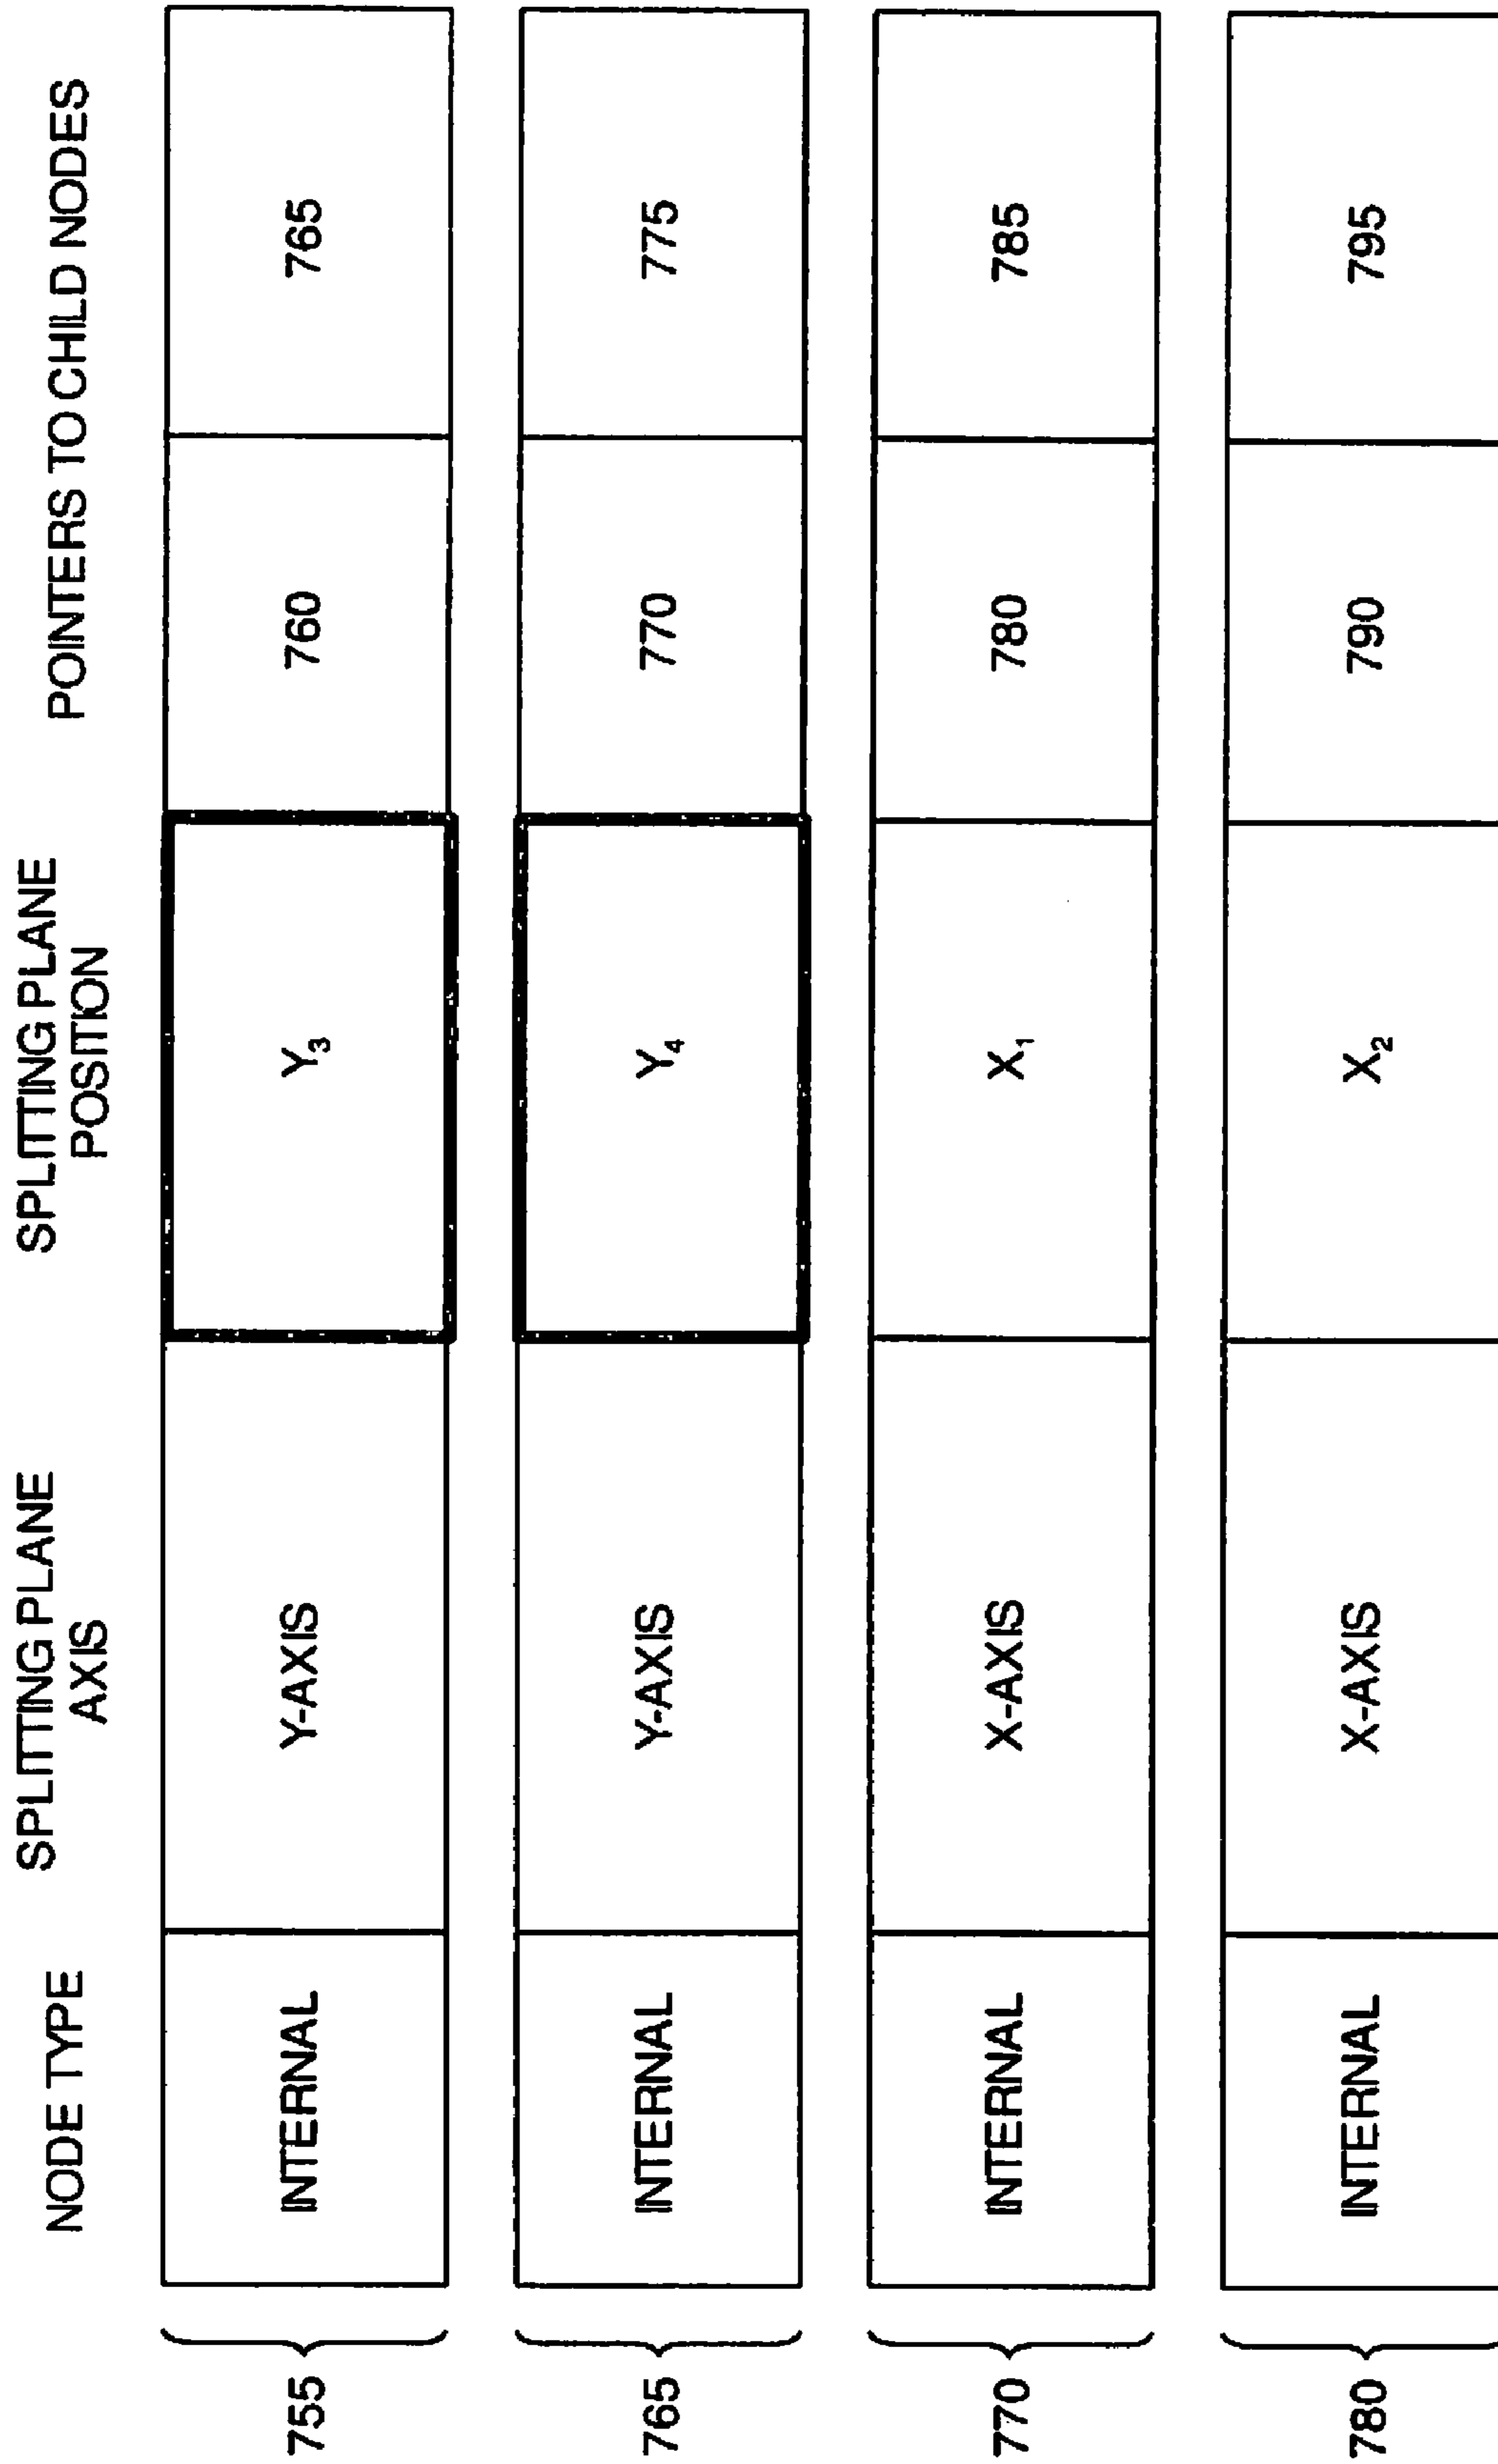 NODE TYPE
SPLITTING PLANE
AXIS
SPLITTING PLANE
POSITION
POINTERS TO CHILD NODES
755
INTERNAL
Y-AXIS
Y₃
760
765
765
INTERNAL
Y-AXIS
Y₄
770
775
770
INTERNAL
X-AXIS
X₁
780
785
780
INTERNAL
X-AXIS
X₂
790
795